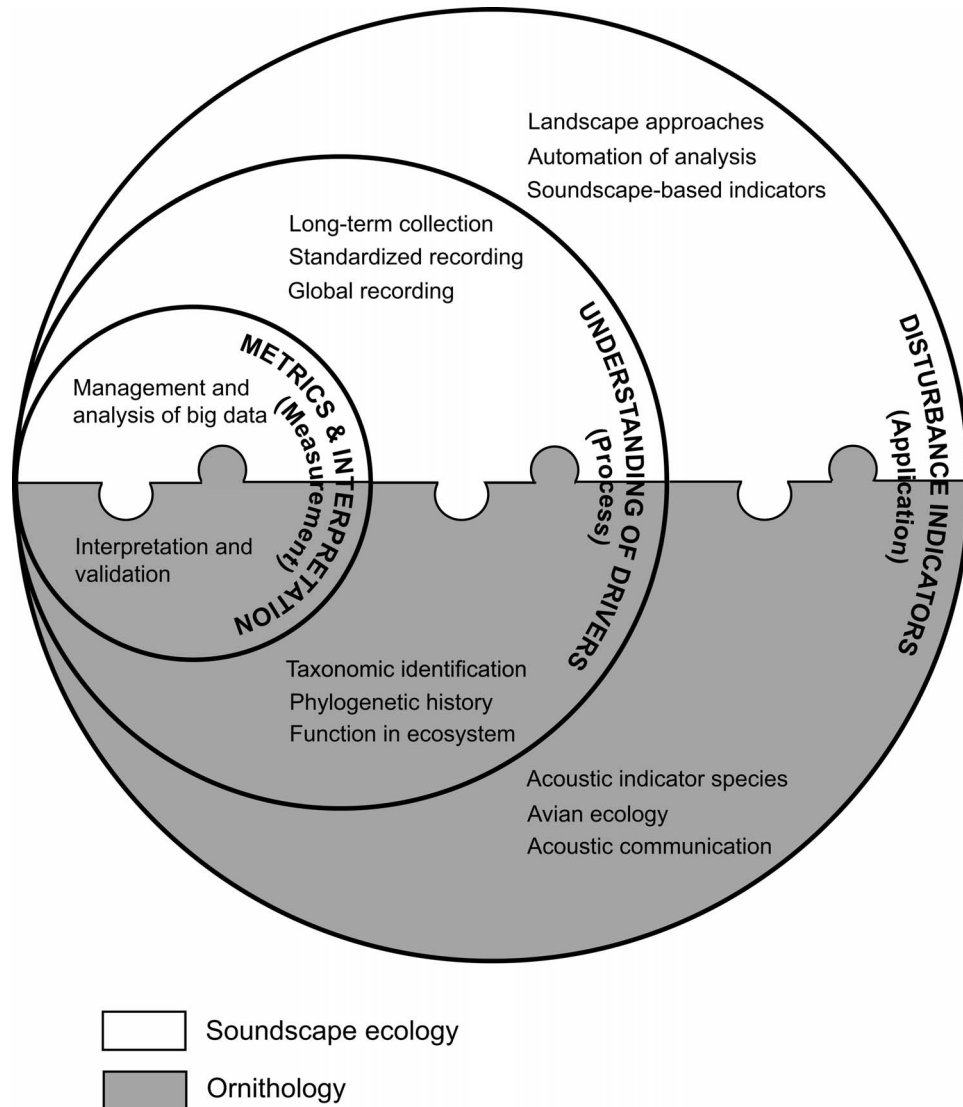 Landscape approaches
Automation of analysis
Soundscape-based indicators
Long-term collection
Standardized recording
Global recording
Management and
analysis of big data
METRICS & INTERPRETATION
(Measurement)
UNDERSTANDING OF DRIVERS
(Process)
DISTURBANCE INDICATORS
(Application)
Interpretation and
validation
Taxonomic identification
Phylogenetic history
Function in ecosystem
Acoustic indicator species
Avian ecology
Acoustic communication
Soundscape ecology
Ornithology